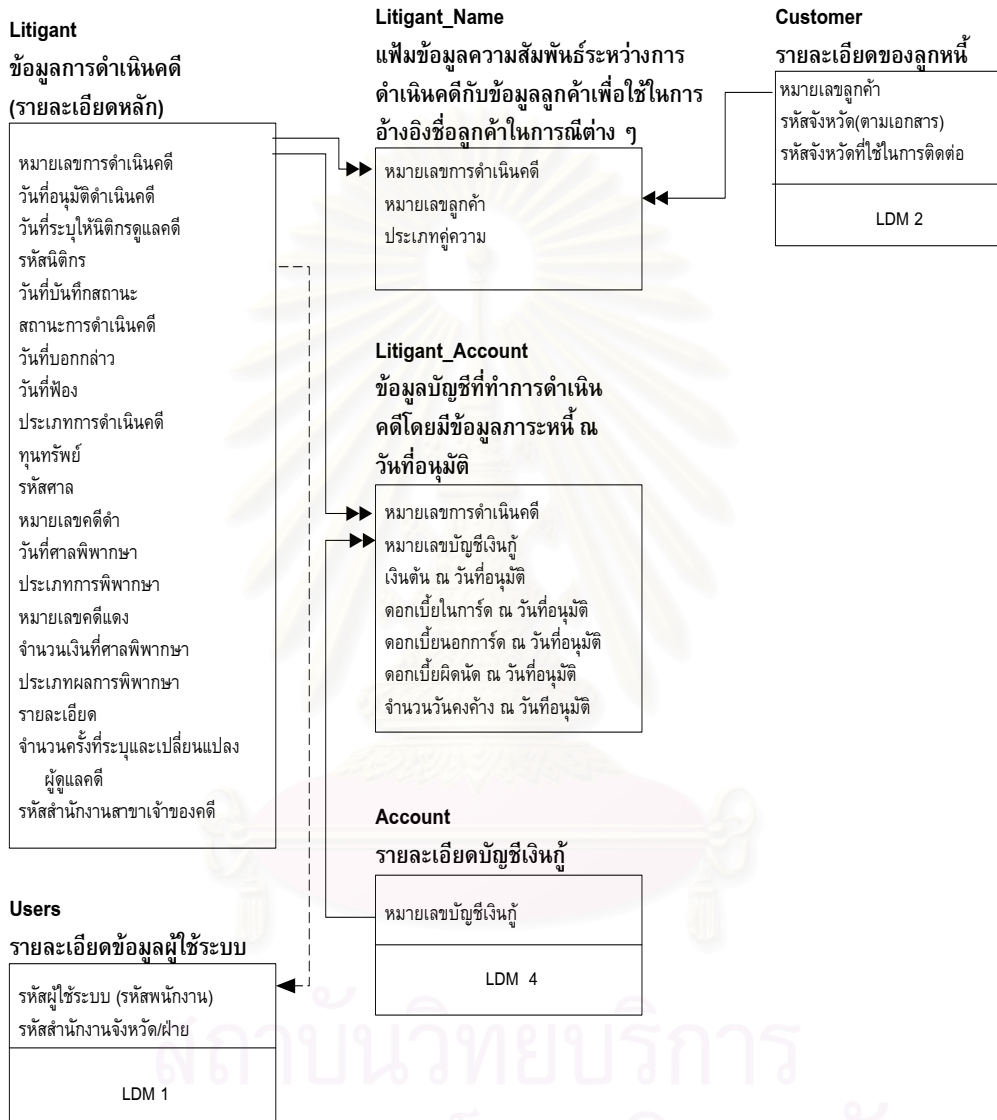 Litigant
ข้อมูลการดำเนินคดี
(รายละเอียดหลัก)
หมายเลขการดำเนินคดี
วันที่อนุมัติดำเนินคดี
วันที่ระบุให้นิติกรดูแลคดี
รหัสนิติกร
วันที่บันทึกสถานะ
สถานะการดำเนินคดี
วันที่บอกกล่าว
วันที่ฟ้อง
ประเภทการดำเนินคดี
ทุนทรัพย์
รหัสศาล
หมายเลขคดีดำ
วันที่ศาลพิพากษา
ประเภทการพิพากษา
หมายเลขคดีแดง
จำนวนเงินที่ศาลพิพากษา
ประเภทผลการพิพากษา
รายละเอียด
จำนวนครั้งที่ระบุและเปลี่ยนแปลง
ผู้ดูแลคดี
รหัสสำนักงานสาขาเจ้าของคดี
Users
รายละเอียดข้อมูลผู้ใช้ระบบ
รหัสผู้ใช้ระบบ (รหัสพนักงาน)
รหัสสำนักงานจังหวัด/ฝ่าย
LDM 1
Litigant_Name
แฟ้มข้อมูลความสัมพันธ์ระหว่างการ
ดำเนินคดีกับข้อมูลลูกค้าเพื่อใช้ในการ
อ้างอิงชื่อลูกค้าในการณีต่าง ๆ
หมายเลขการดำเนินคดี
หมายเลขลูกค้า
ประเภทคู่ความ
Litigant_Account
ข้อมูลบัญชีที่ทำการดำเนิน
คดีโดยมีข้อมูลภาระหนี้ ณ
วันที่อนุมัติ
หมายเลขการดำเนินคดี
หมายเลขบัญชีเงินกู้
เงินต้น ณ วันที่อนุมัติ
ดอกเบี้ยในการ์ด ณ วันที่อนุมัติ
ดอกเบี้ยนอกการ์ด ณ วันที่อนุมัติ
ดอกเบี้ยผิดนัด ณ วันที่อนุมัติ
จำนวนวันคงค้าง ณ วันทีอนุมัติ
Account
รายละเอียดบัญชีเงินกู้
หมายเลขบัญชีเงินกู้
LDM 4
Customer
รายละเอียดของลูกหนี้
หมายเลขลูกค้า
รหัสจังหวัด(ตามเอกสาร)
รหัสจังหวัดที่ใช้ในการติดต่อ
LDM 2
สถาบันวิทยบริการ